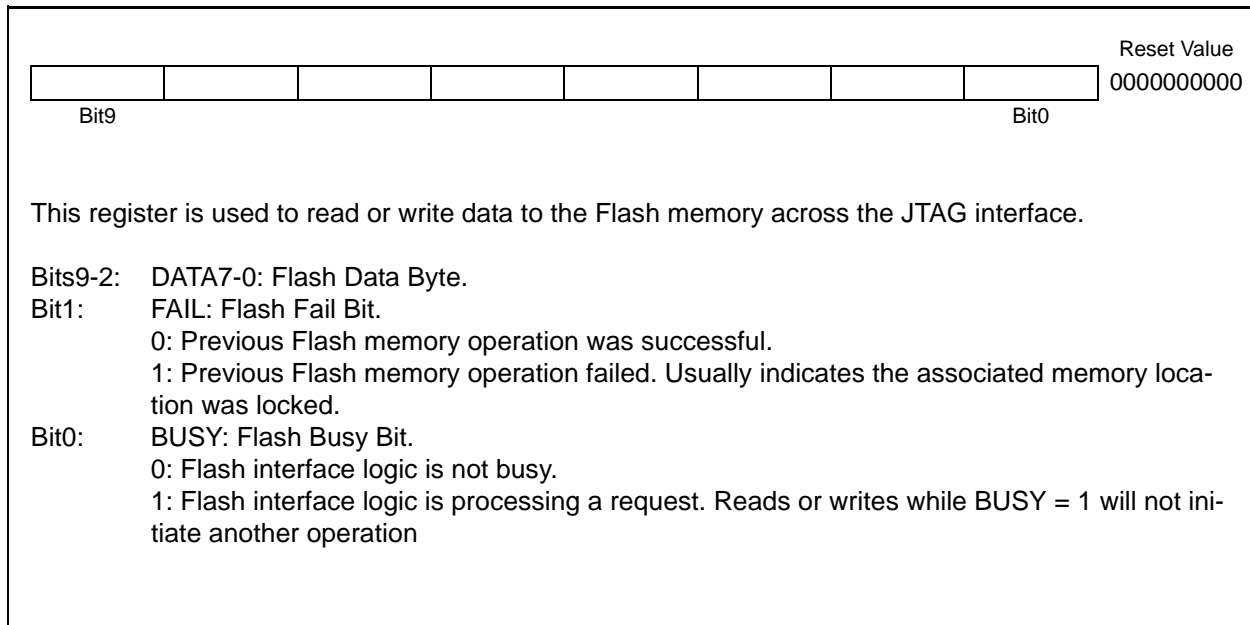 Reset Value
0000000000
Bit9 Bit0
This register is used to read or write data to the Flash memory across the JTAG interface.
Bits9-2: DATA7-0: Flash Data Byte.
Bit1: FAIL: Flash Fail Bit.
0: Previous Flash memory operation was successful.
1: Previous Flash memory operation failed. Usually indicates the associated memory loca-
tion was locked.
Bit0: BUSY: Flash Busy Bit.
0: Flash interface logic is not busy.
1: Flash interface logic is processing a request. Reads or writes while BUSY = 1 will not ini-
tiate another operation